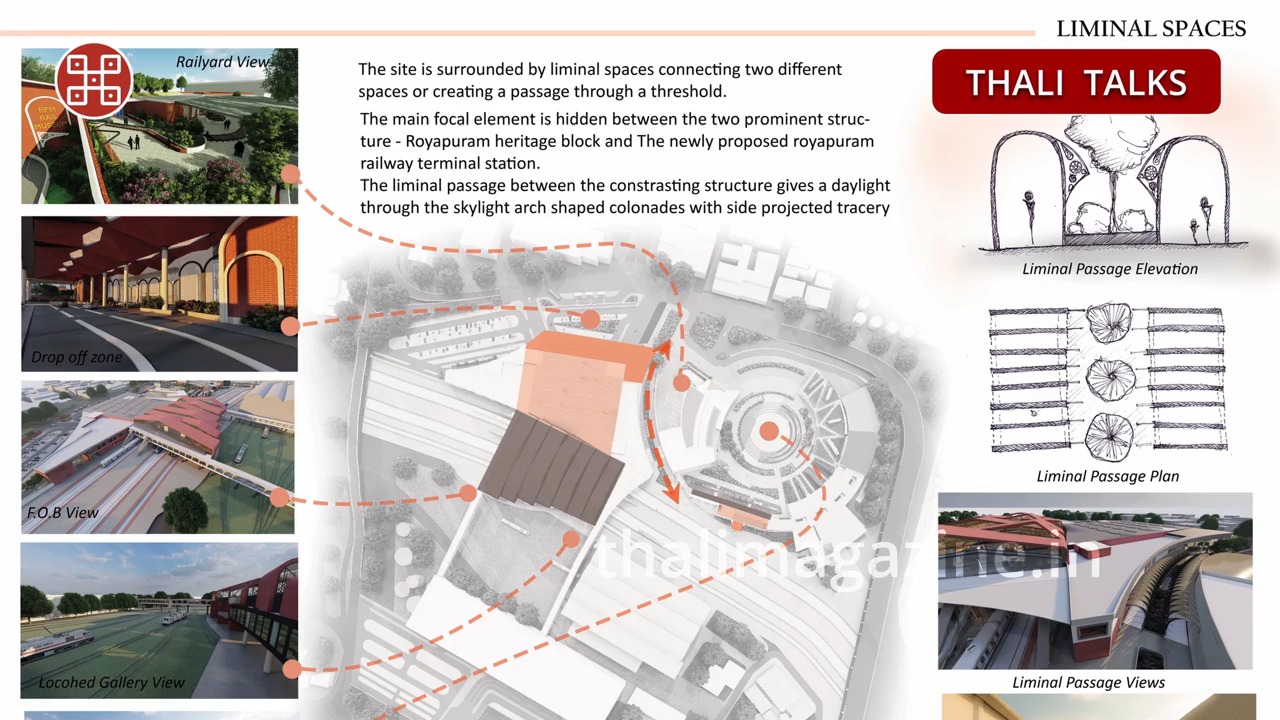 LIMINAL SPACES
THALI TALKS
Railyard View
The site is surrounded by liminal spaces connecting two different
spaces or creating a passage through a threshold.
The main focal element is hidden between the two prominent struc-
ture - Royapuram heritage block and The newly proposed royapuram
railway terminal station.
The liminal passage between the constrasting structure gives a daylight
through the skylight arch shaped colonades with side projected tracery
Liminal Passage Elevation
Drop off zone
Liminal Passage Plan
F.O.B View
thalimagazine.in
Locohed Gallery View
Liminal Passage Views